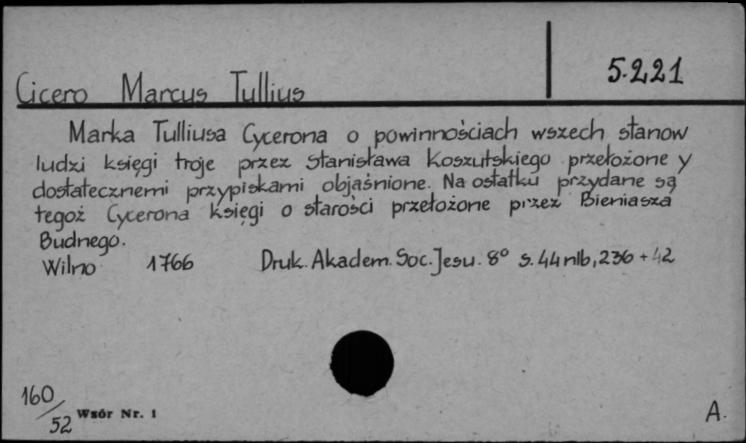 5.221
Cicero Marcus Tullius
Marka Tulliusa Cycerona o powinnościach wszech stanow
ludzi księgi troje przez Stanisława Koszutskiego przełożone y
dostatecznemi przypiskami objaśnione. Na ostatku przydane są
tegoż Cycerona księgi o starości przełożone przez Bieniasza
Budnego.
Wilno 1766 Druk. Akadem. Soc. Jesu. 8° s. 44 nlb, 236 + 42
160/52 Wzór Nr. 1
A.